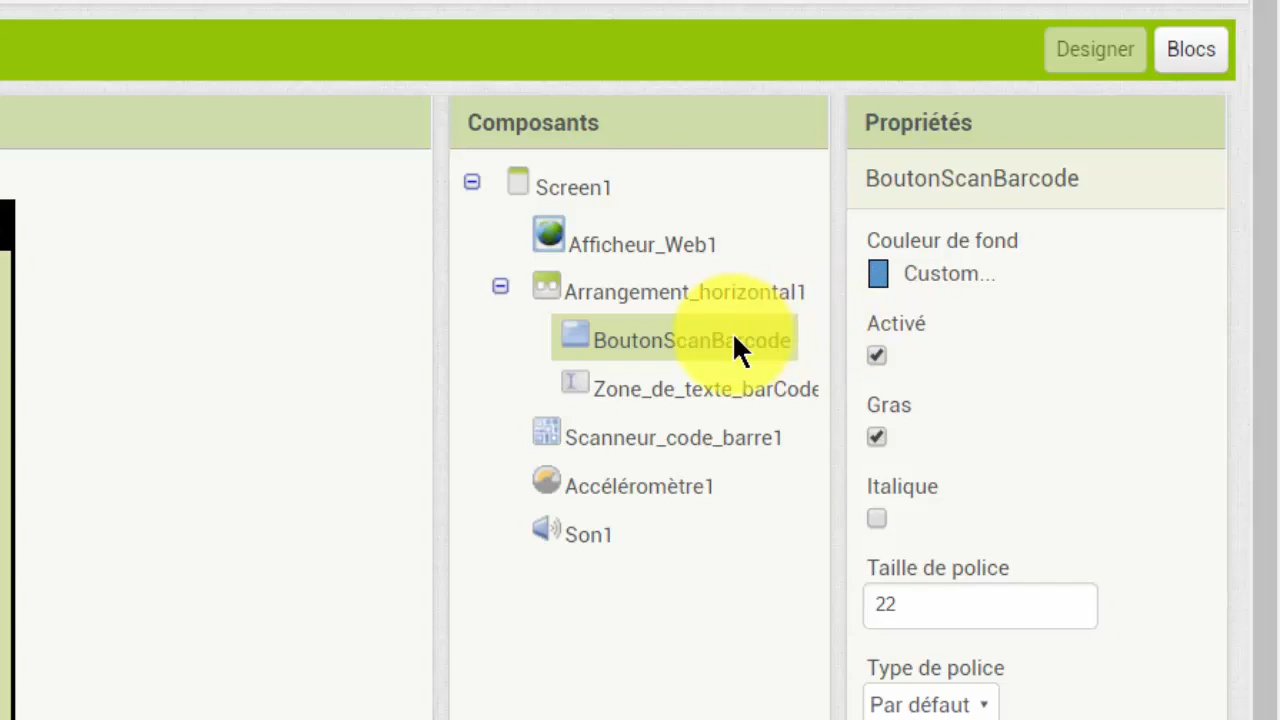 Designer
Blocs
Composants
Screen1
Afficheur_Web1
Arrangement_horizontal1
BoutonScanBarcode
Zone_de_texte_barCode
Scanneur_code_barre1
Accéléromètre1
Son1
Propriétés
BoutonScanBarcode
Couleur de fond
Custom...
Activé
Gras
Italique
Taille de police
22
Type de police
Par défaut